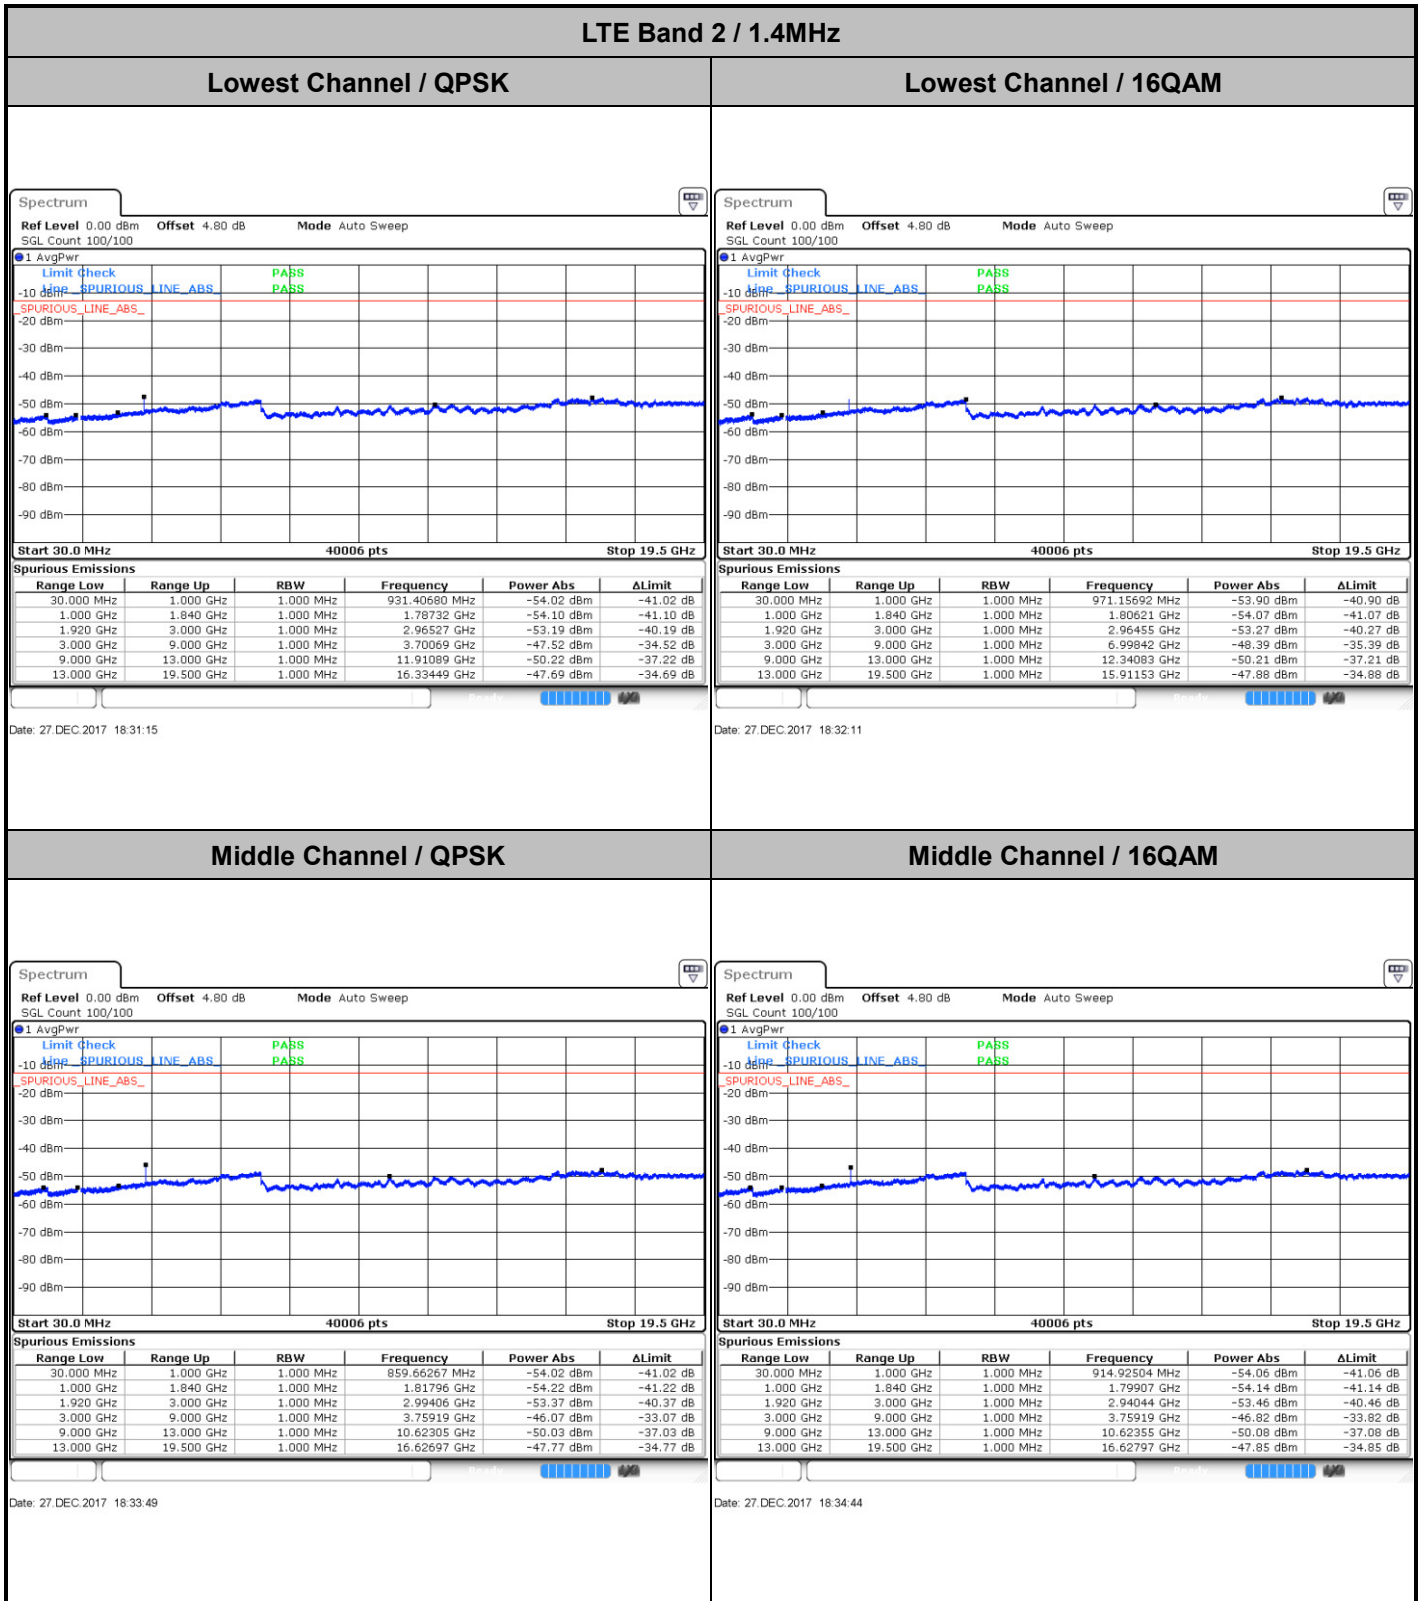 LTE Band 2 / 1.4MHz
Lowest Channel / QPSK
Lowest Channel / 16QAM
Spectrum
Ref Level 0.00 dBm Offset 4.80 dB Mode Auto Sweep
SGL Count 100/100
1 AvgPwr
Limit Check PASS
Line _SPURIOUS_LINE_ABS_ PASS
-10 dBm
_SPURIOUS_LINE_ABS_
-20 dBm
-30 dBm
-40 dBm
-50 dBm
-60 dBm
-70 dBm
-80 dBm
-90 dBm
Start 30.0 MHz 40006 pts Stop 19.5 GHz
Spurious Emissions
Range Low Range Up RBW Frequency Power Abs ΔLimit
30.000 MHz 1.000 GHz 1.000 MHz 931.40680 MHz -54.02 dBm -41.02 dB
1.000 GHz 1.840 GHz 1.000 MHz 1.78732 GHz -54.10 dBm -41.10 dB
1.920 GHz 3.000 GHz 1.000 MHz 2.96527 GHz -53.19 dBm -40.19 dB
3.000 GHz 9.000 GHz 1.000 MHz 3.70069 GHz -47.52 dBm -34.52 dB
9.000 GHz 13.000 GHz 1.000 MHz 11.91089 GHz -50.22 dBm -37.22 dB
13.000 GHz 19.500 GHz 1.000 MHz 16.33449 GHz -47.69 dBm -34.69 dB
Date: 27.DEC.2017 18:31:15
Spectrum
Ref Level 0.00 dBm Offset 4.80 dB Mode Auto Sweep
SGL Count 100/100
1 AvgPwr
Limit Check PASS
Line _SPURIOUS_LINE_ABS_ PASS
-10 dBm
_SPURIOUS_LINE_ABS_
-20 dBm
-30 dBm
-40 dBm
-50 dBm
-60 dBm
-70 dBm
-80 dBm
-90 dBm
Start 30.0 MHz 40006 pts Stop 19.5 GHz
Spurious Emissions
Range Low Range Up RBW Frequency Power Abs ΔLimit
30.000 MHz 1.000 GHz 1.000 MHz 971.15692 MHz -53.90 dBm -40.90 dB
1.000 GHz 1.840 GHz 1.000 MHz 1.80621 GHz -54.07 dBm -41.07 dB
1.920 GHz 3.000 GHz 1.000 MHz 2.96455 GHz -53.27 dBm -40.27 dB
3.000 GHz 9.000 GHz 1.000 MHz 6.99842 GHz -48.39 dBm -35.39 dB
9.000 GHz 13.000 GHz 1.000 MHz 12.34083 GHz -50.21 dBm -37.21 dB
13.000 GHz 19.500 GHz 1.000 MHz 15.91153 GHz -47.88 dBm -34.88 dB
Date: 27.DEC.2017 18:32:11
Middle Channel / QPSK
Middle Channel / 16QAM
Spectrum
Ref Level 0.00 dBm Offset 4.80 dB Mode Auto Sweep
SGL Count 100/100
1 AvgPwr
Limit Check PASS
Line _SPURIOUS_LINE_ABS_ PASS
-10 dBm
_SPURIOUS_LINE_ABS_
-20 dBm
-30 dBm
-40 dBm
-50 dBm
-60 dBm
-70 dBm
-80 dBm
-90 dBm
Start 30.0 MHz 40006 pts Stop 19.5 GHz
Spurious Emissions
Range Low Range Up RBW Frequency Power Abs ΔLimit
30.000 MHz 1.000 GHz 1.000 MHz 859.66267 MHz -54.02 dBm -41.02 dB
1.000 GHz 1.840 GHz 1.000 MHz 1.81796 GHz -54.22 dBm -41.22 dB
1.920 GHz 3.000 GHz 1.000 MHz 2.99406 GHz -53.37 dBm -40.37 dB
3.000 GHz 9.000 GHz 1.000 MHz 3.75919 GHz -46.07 dBm -33.07 dB
9.000 GHz 13.000 GHz 1.000 MHz 10.62305 GHz -50.03 dBm -37.03 dB
13.000 GHz 19.500 GHz 1.000 MHz 16.62697 GHz -47.77 dBm -34.77 dB
Date: 27.DEC.2017 18:33:49
Spectrum
Ref Level 0.00 dBm Offset 4.80 dB Mode Auto Sweep
SGL Count 100/100
1 AvgPwr
Limit Check PASS
Line _SPURIOUS_LINE_ABS_ PASS
-10 dBm
_SPURIOUS_LINE_ABS_
-20 dBm
-30 dBm
-40 dBm
-50 dBm
-60 dBm
-70 dBm
-80 dBm
-90 dBm
Start 30.0 MHz 40006 pts Stop 19.5 GHz
Spurious Emissions
Range Low Range Up RBW Frequency Power Abs ΔLimit
30.000 MHz 1.000 GHz 1.000 MHz 914.92504 MHz -54.06 dBm -41.06 dB
1.000 GHz 1.840 GHz 1.000 MHz 1.79907 GHz -54.14 dBm -41.14 dB
1.920 GHz 3.000 GHz 1.000 MHz 2.94044 GHz -53.46 dBm -40.46 dB
3.000 GHz 9.000 GHz 1.000 MHz 3.75919 GHz -46.82 dBm -33.82 dB
9.000 GHz 13.000 GHz 1.000 MHz 10.62355 GHz -50.08 dBm -37.08 dB
13.000 GHz 19.500 GHz 1.000 MHz 16.62797 GHz -47.85 dBm -34.85 dB
Date: 27.DEC.2017 18:34:44